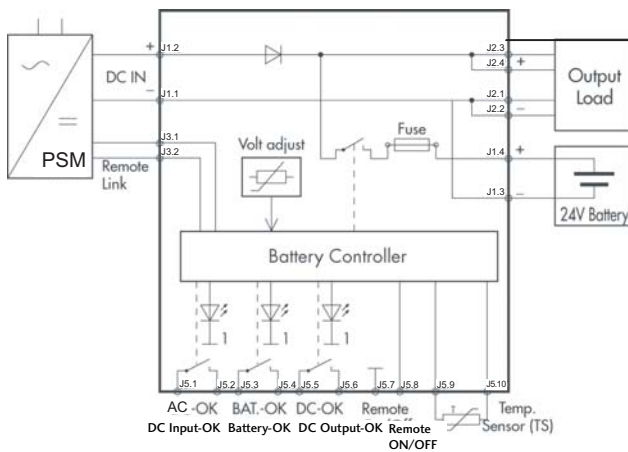 J1.2
+
DC IN
J1.1
−
J3.1
J3.2
PSM
Remote
Link
J2.3
J2.4
+
J2.1
J2.2
−
Output
Load
Volt adjust
Fuse
J1.4
+
J1.3
−
24V Battery
Battery Controller
1
1
1
J5.1
J5.2
J5.3
J5.4
J5.5
J5.6
J5.7
J5.8
J5.9
J5.10
AC -OK
BAT.-OK
DC-OK
Remote
T
Temp.
Sensor (TS)
DC Input-OK
Battery-OK
DC Output-OK
Remote
ON/OFF